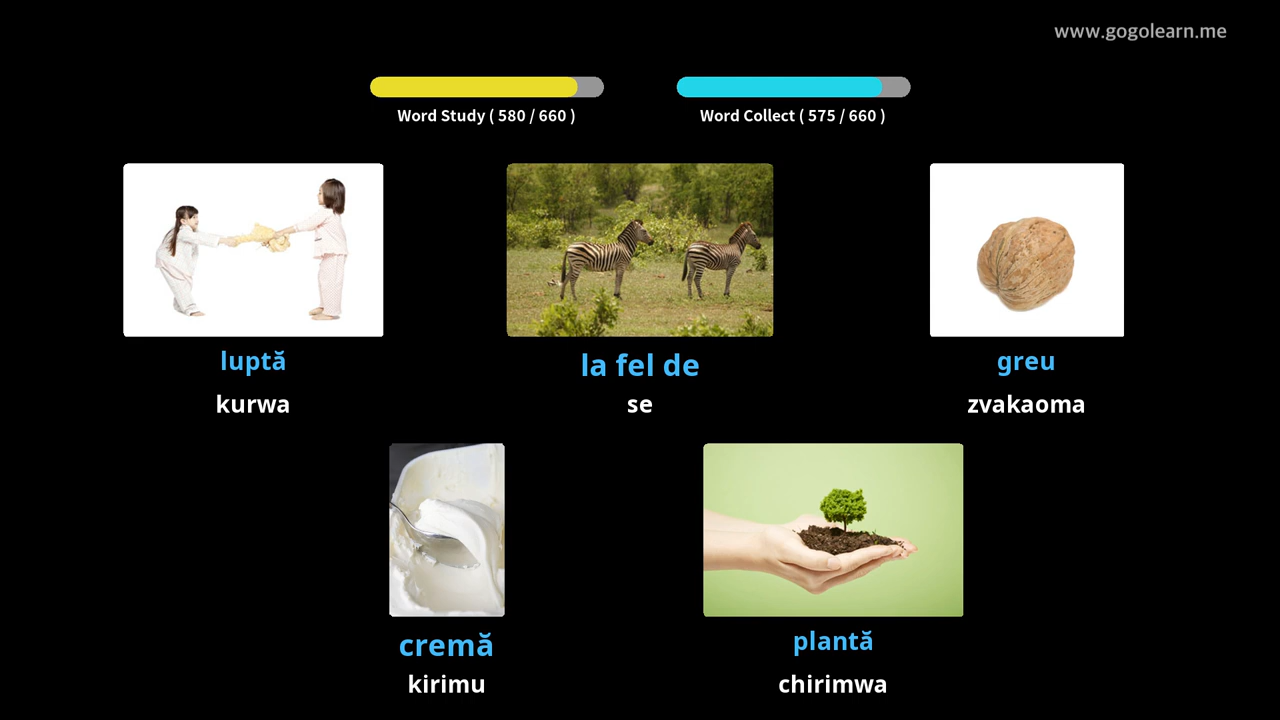 www.gogolearn.me
Word Study ( 580 / 660 )
Word Collect ( 575 / 660 )
luptă
kurwa
la fel de
se
greu
zvakaoma
cremă
kirimu
plantă
chirimwa